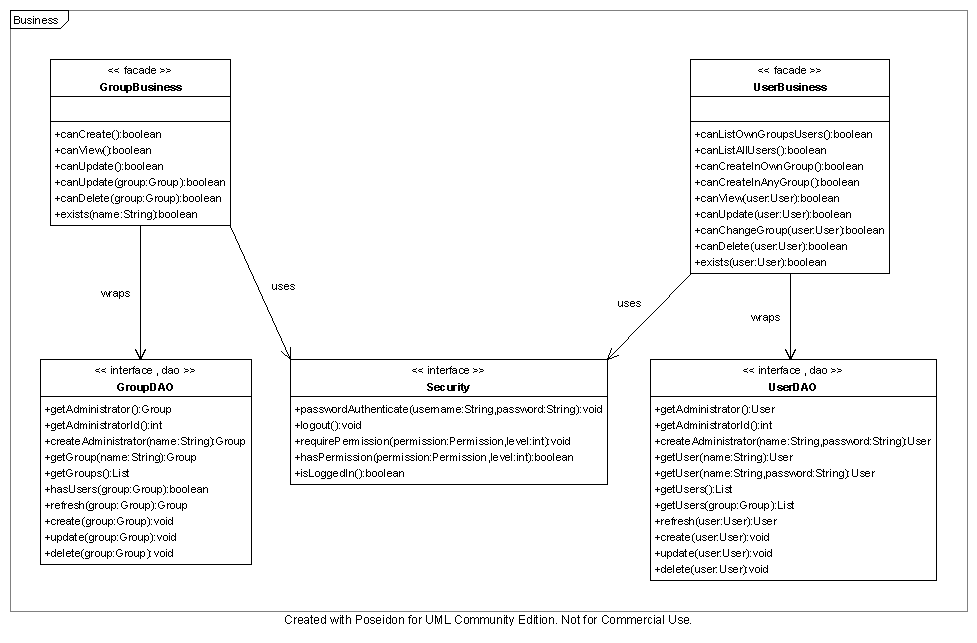 Business
<< facade >>
GroupBusiness
+canCreate():boolean
+canView():boolean
+canUpdate():boolean
+canUpdate(group:Group):boolean
+canDelete(group:Group):boolean
+exists(name:String):boolean
<< facade >>
UserBusiness
+canListOwnGroupsUsers():boolean
+canListAllUsers():boolean
+canCreateInOwnGroup():boolean
+canCreateInAnyGroup():boolean
+canView(user:User):boolean
+canUpdate(user:User):boolean
+canChangeGroup(user:User):boolean
+canDelete(user:User):boolean
+exists(user:User):boolean
wraps
uses
uses
wraps
<< interface , dao >>
GroupDAO
+getAdministrator():Group
+getAdministratorId():int
+createAdministrator(name:String):Group
+getGroup(name:String):Group
+getGroups():List
+hasUsers(group:Group):boolean
+refresh(group:Group):Group
+create(group:Group):void
+update(group:Group):void
+delete(group:Group):void
<< interface >>
Security
+passwordAuthenticate(username:String,password:String):void
+logout():void
+requirePermission(permission:Permission,level:int):void
+hasPermission(permission:Permission,level:int):boolean
+isLoggedIn():boolean
<< interface , dao >>
UserDAO
+getAdministrator():User
+getAdministratorId():int
+createAdministrator(name:String,password:String):User
+getUser(name:String):User
+getUser(name:String,password:String):User
+getUsers():List
+getUsers(group:Group):List
+refresh(user:User):User
+create(user:User):void
+update(user:User):void
+delete(user:User):void
Created with Poseidon for UML Community Edition. Not for Commercial Use.